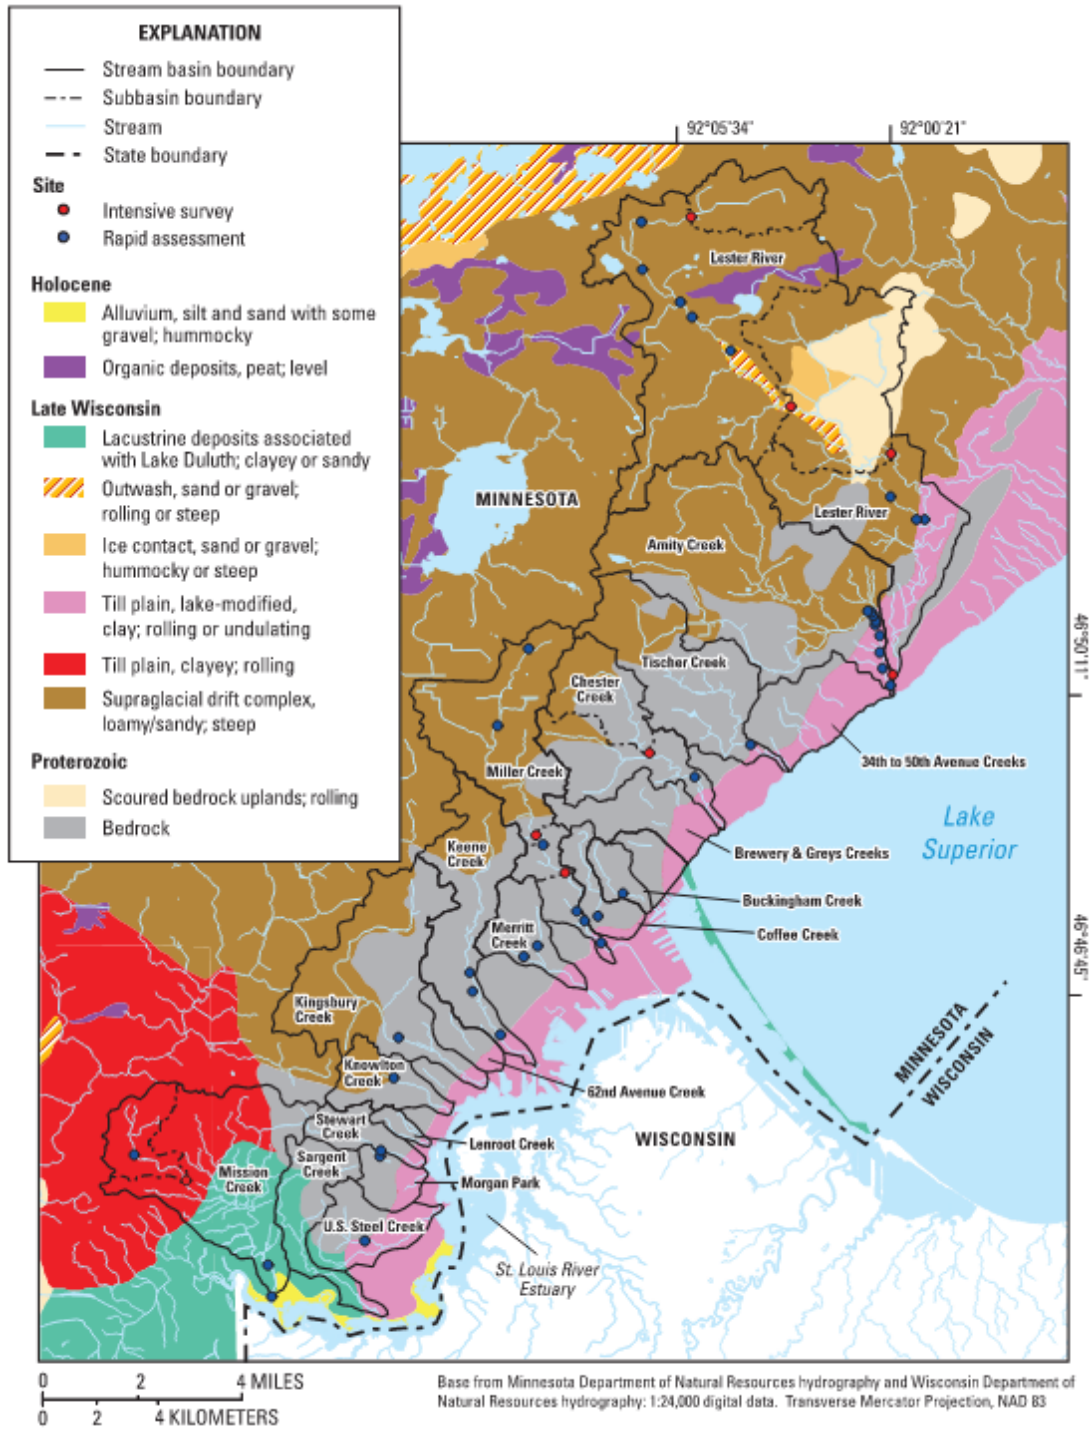 EXPLANATION
Stream basin boundary
Subbasin boundary
Stream
State boundary
Site
Intensive survey
Rapid assessment
Holocene
Alluvium, silt and sand with some
gravel; hummocky
Organic deposits, peat; level
Late Wisconsin
Lacustrine deposits associated
with Lake Duluth; clayey or sandy
Outwash, sand or gravel;
rolling or steep
Ice contact, sand or gravel;
hummocky or steep
Till plain, lake-modified,
clay; rolling or undulating
Till plain, clayey; rolling
Supraglacial drift complex,
loamy/sandy; steep
Proterozoic
Scoured bedrock uplands; rolling
Bedrock
92°05'34"
92°00'21"
Lester River
MINNESOTA
Lester River
Amity Creek
46°50'11"
Tischer Creek
Chester
Creek
34th to 50th Avenue Creeks
Miller Creek
Lake
Superior
Keene
Creek
Brewery & Greys Creeks
Buckingham Creek
Coffee Creek
Merritt
Creek
46°46'45"
Kingsbury
Creek
MINNESOTA
WISCONSIN
Knowlton
Creek
62nd Avenue Creek
Stewart
Creek
WISCONSIN
Lenroot Creek
Sargent
Creek
Mission
Creek
Morgan Park
U.S. Steel Creek
St. Louis River
Estuary
0 2 4 MILES
0 2 4 KILOMETERS
Base from Minnesota Department of Natural Resources hydrography and Wisconsin Department of
Natural Resources hydrography: 1:24,000 digital data. Transverse Mercator Projection, NAD 83